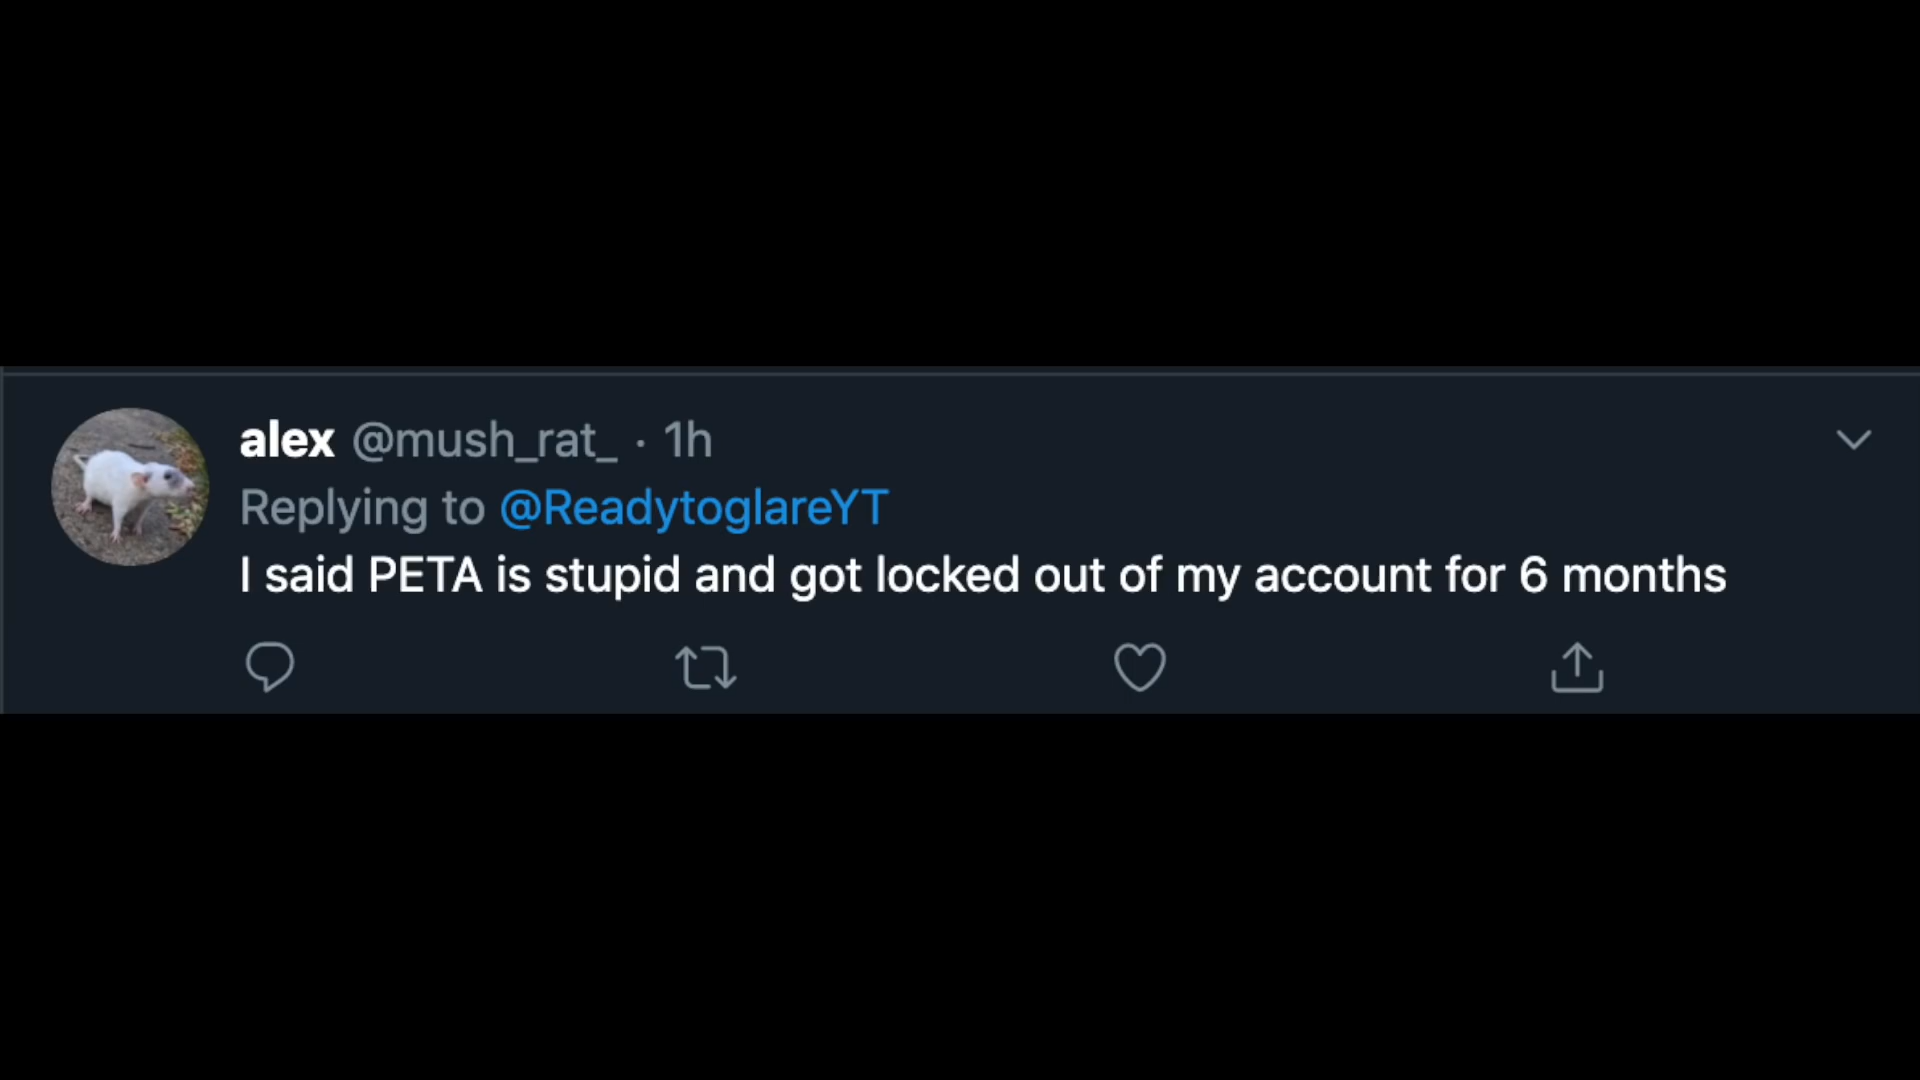 alex @mush_rat_ · 1h
Replying to @ReadytoglareYT
I said PETA is stupid and got locked out of my account for 6 months